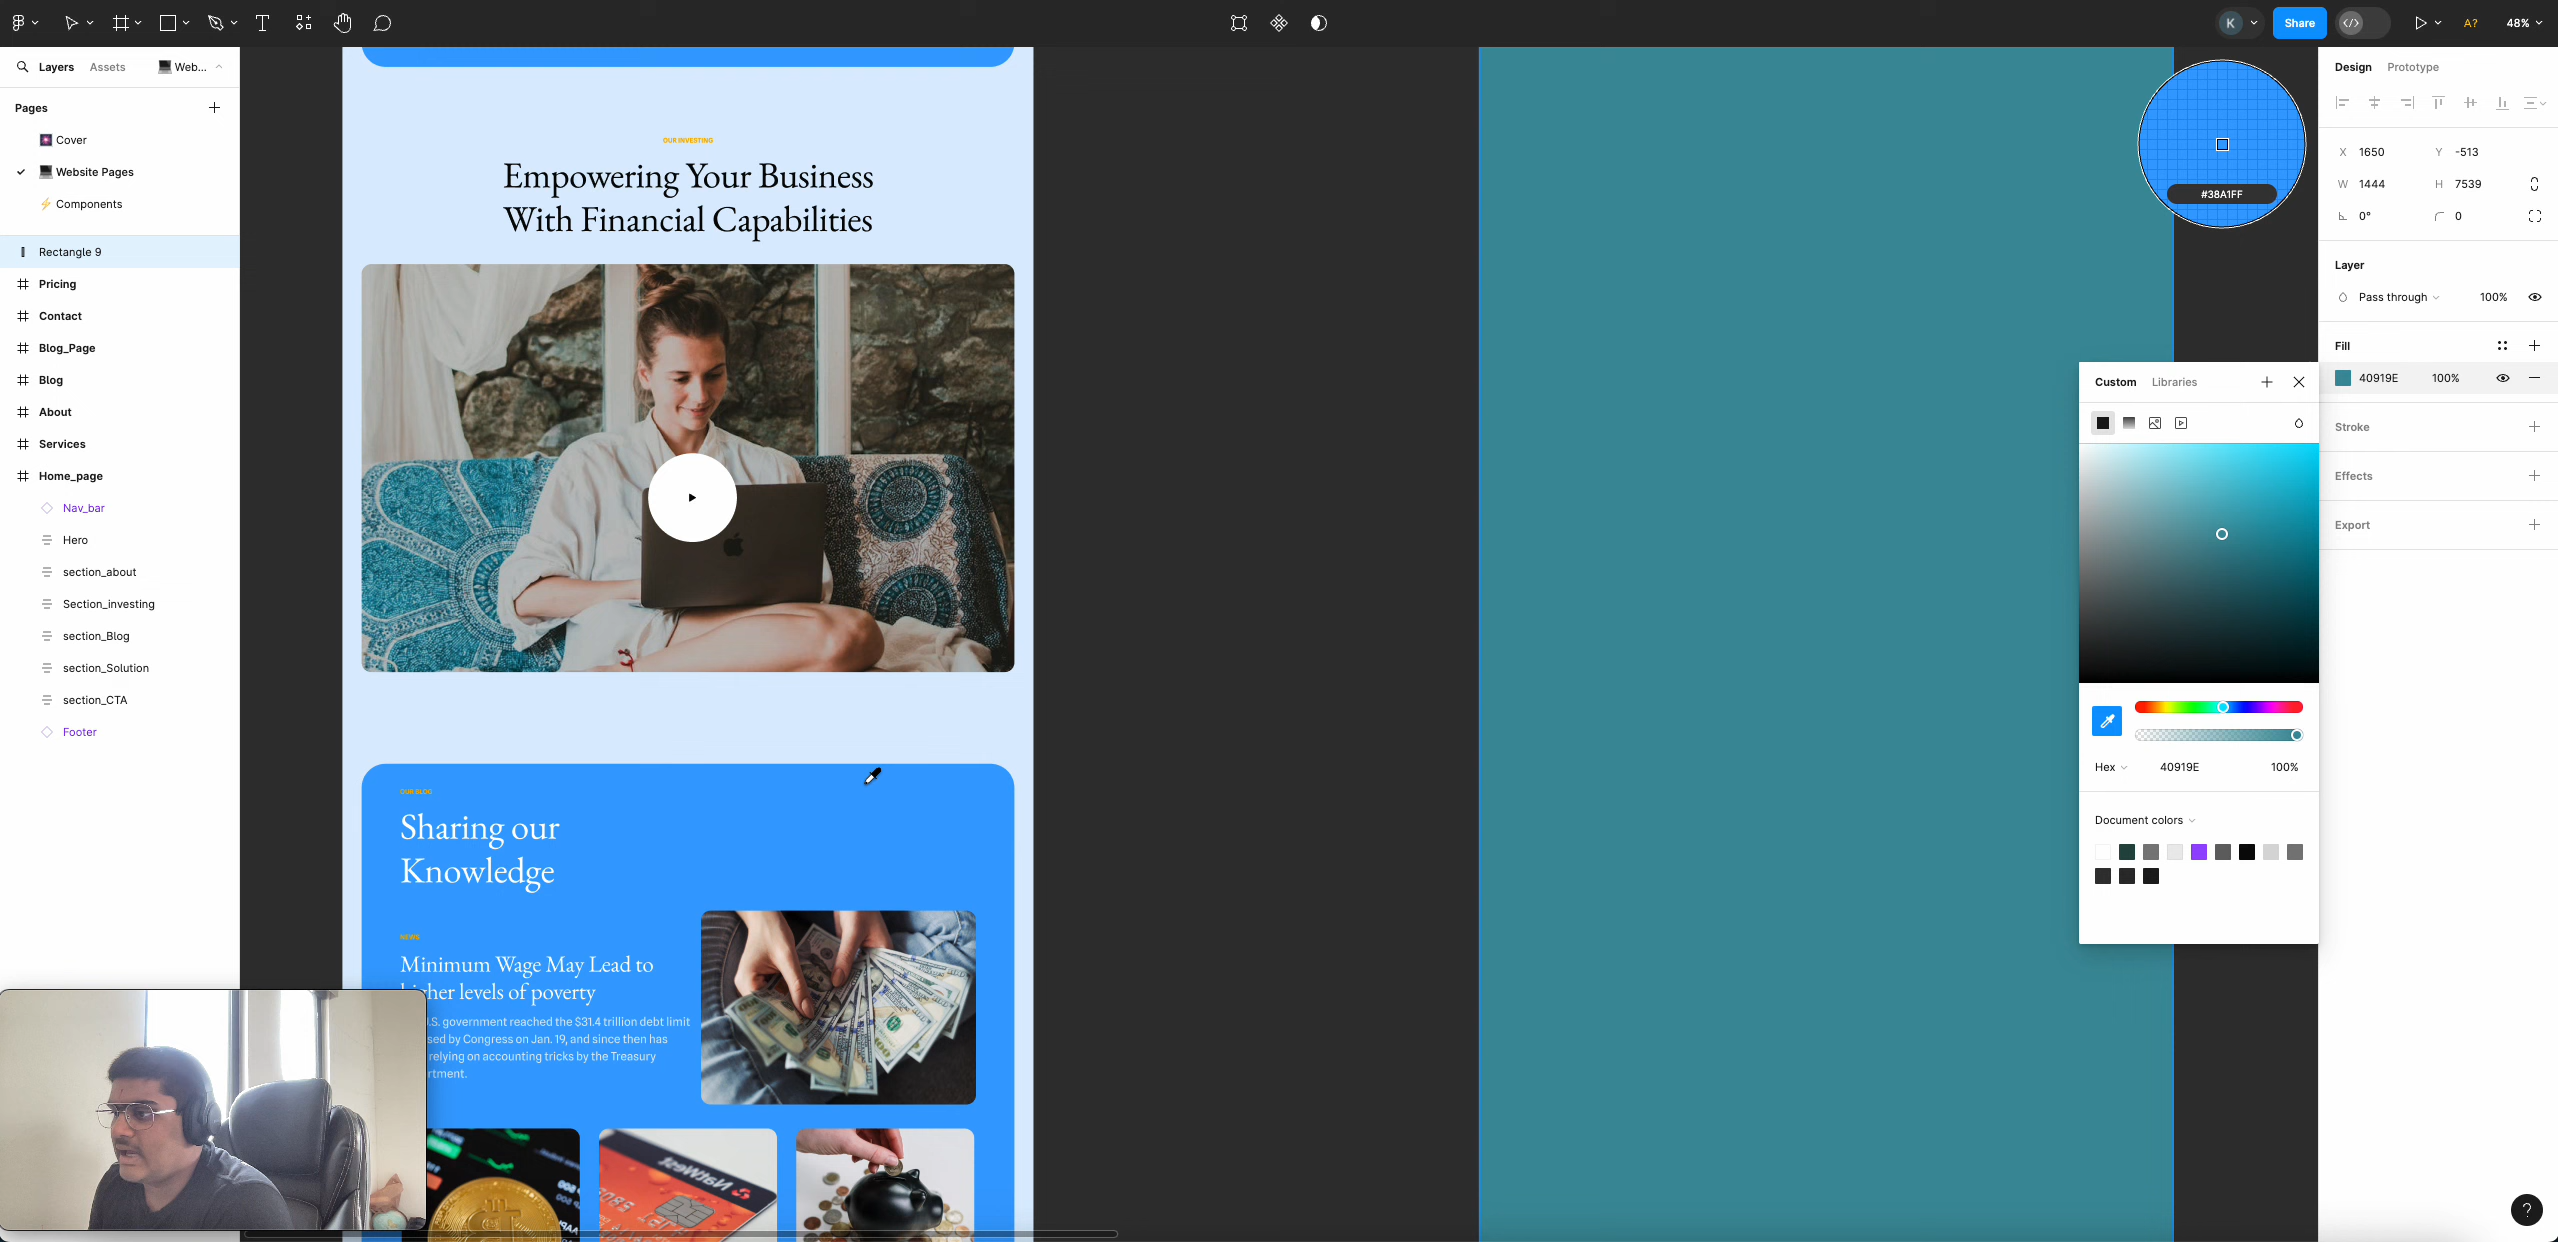 K
Share
A?
48%
Layers
Assets
Web...
Pages
Cover
Website Pages
Components
Rectangle 9
Pricing
Contact
Blog_Page
Blog
About
Services
Home_page
Nav_bar
Hero
section_about
Section_investing
section_Blog
section_Solution
section_CTA
Footer
OUR INVESTING
Empowering Your Business
With Financial Capabilities
OUR BLOG
Sharing our
Knowledge
NEWS
Minimum Wage May Lead to
higher levels of poverty
U.S. government reached the $31.4 trillion debt limit
by Congress on Jan. 19, and since then has
relying on accounting tricks by the Treasury
NatWest
#38A1FF
Design
Prototype
X 1650 Y -513
W 1444 H 7539
0° 0
Layer
Pass through 100%
Fill
40919E 100%
Stroke
Effects
Export
Custom
Libraries
Hex 40919E 100%
Document colors
?